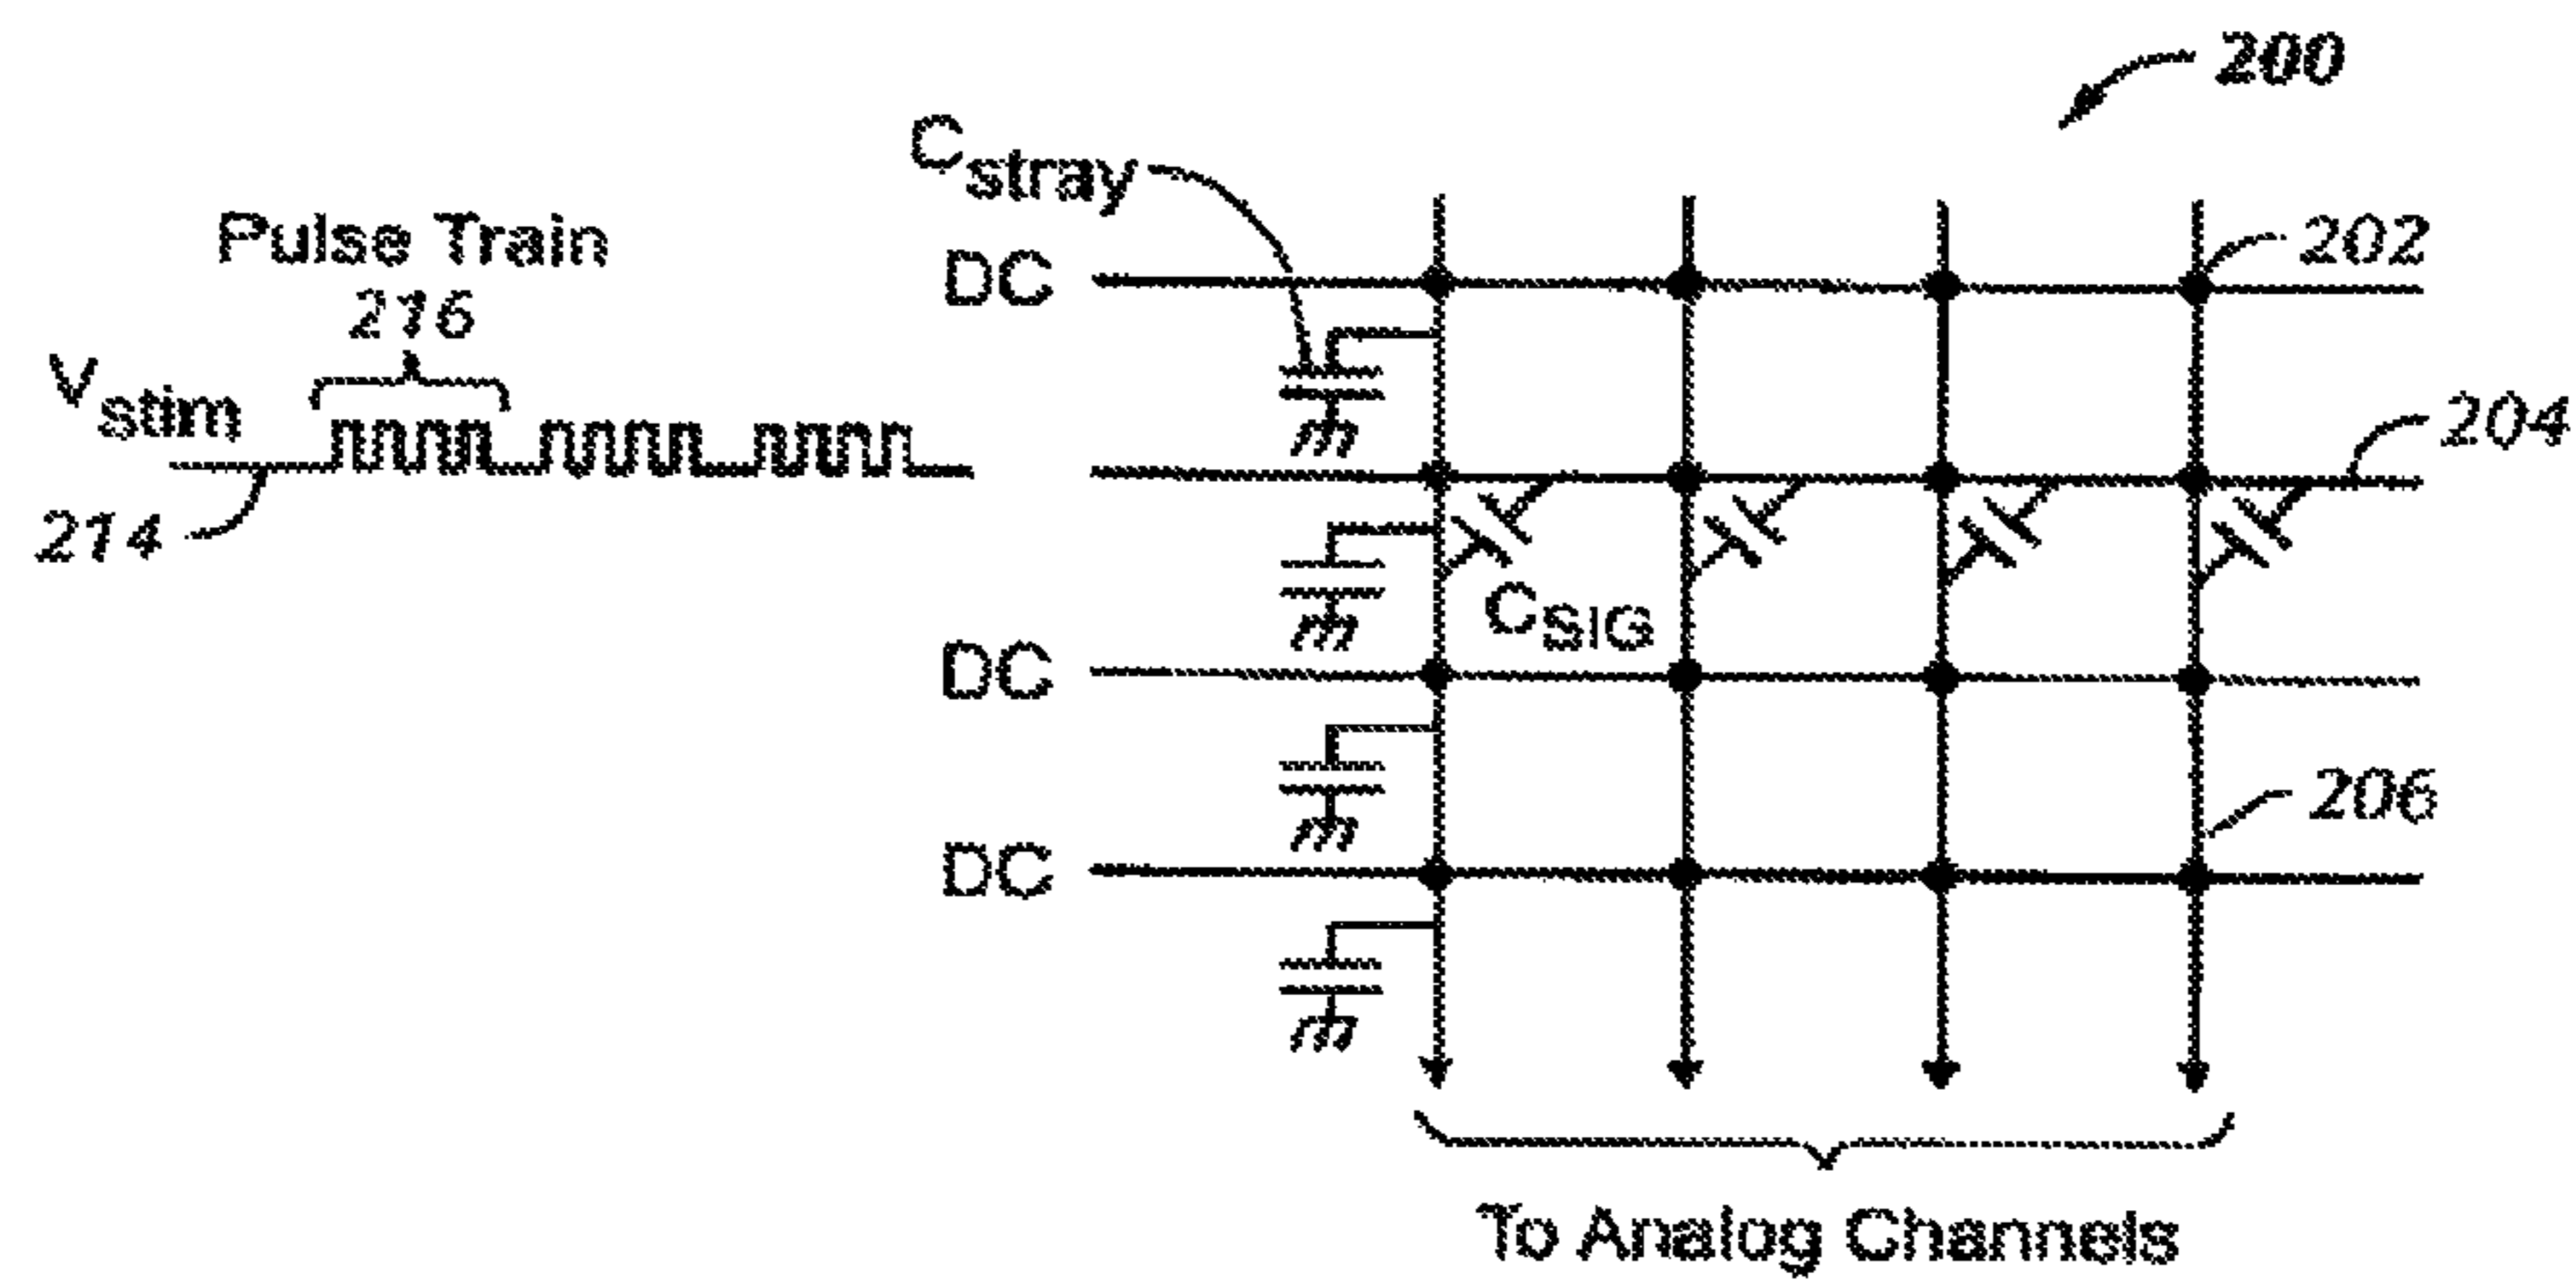 200
Cstray
Pulse Train
216
DC
202
Vstim
204
214
CSIG
DC
206
DC
To Analog Channels